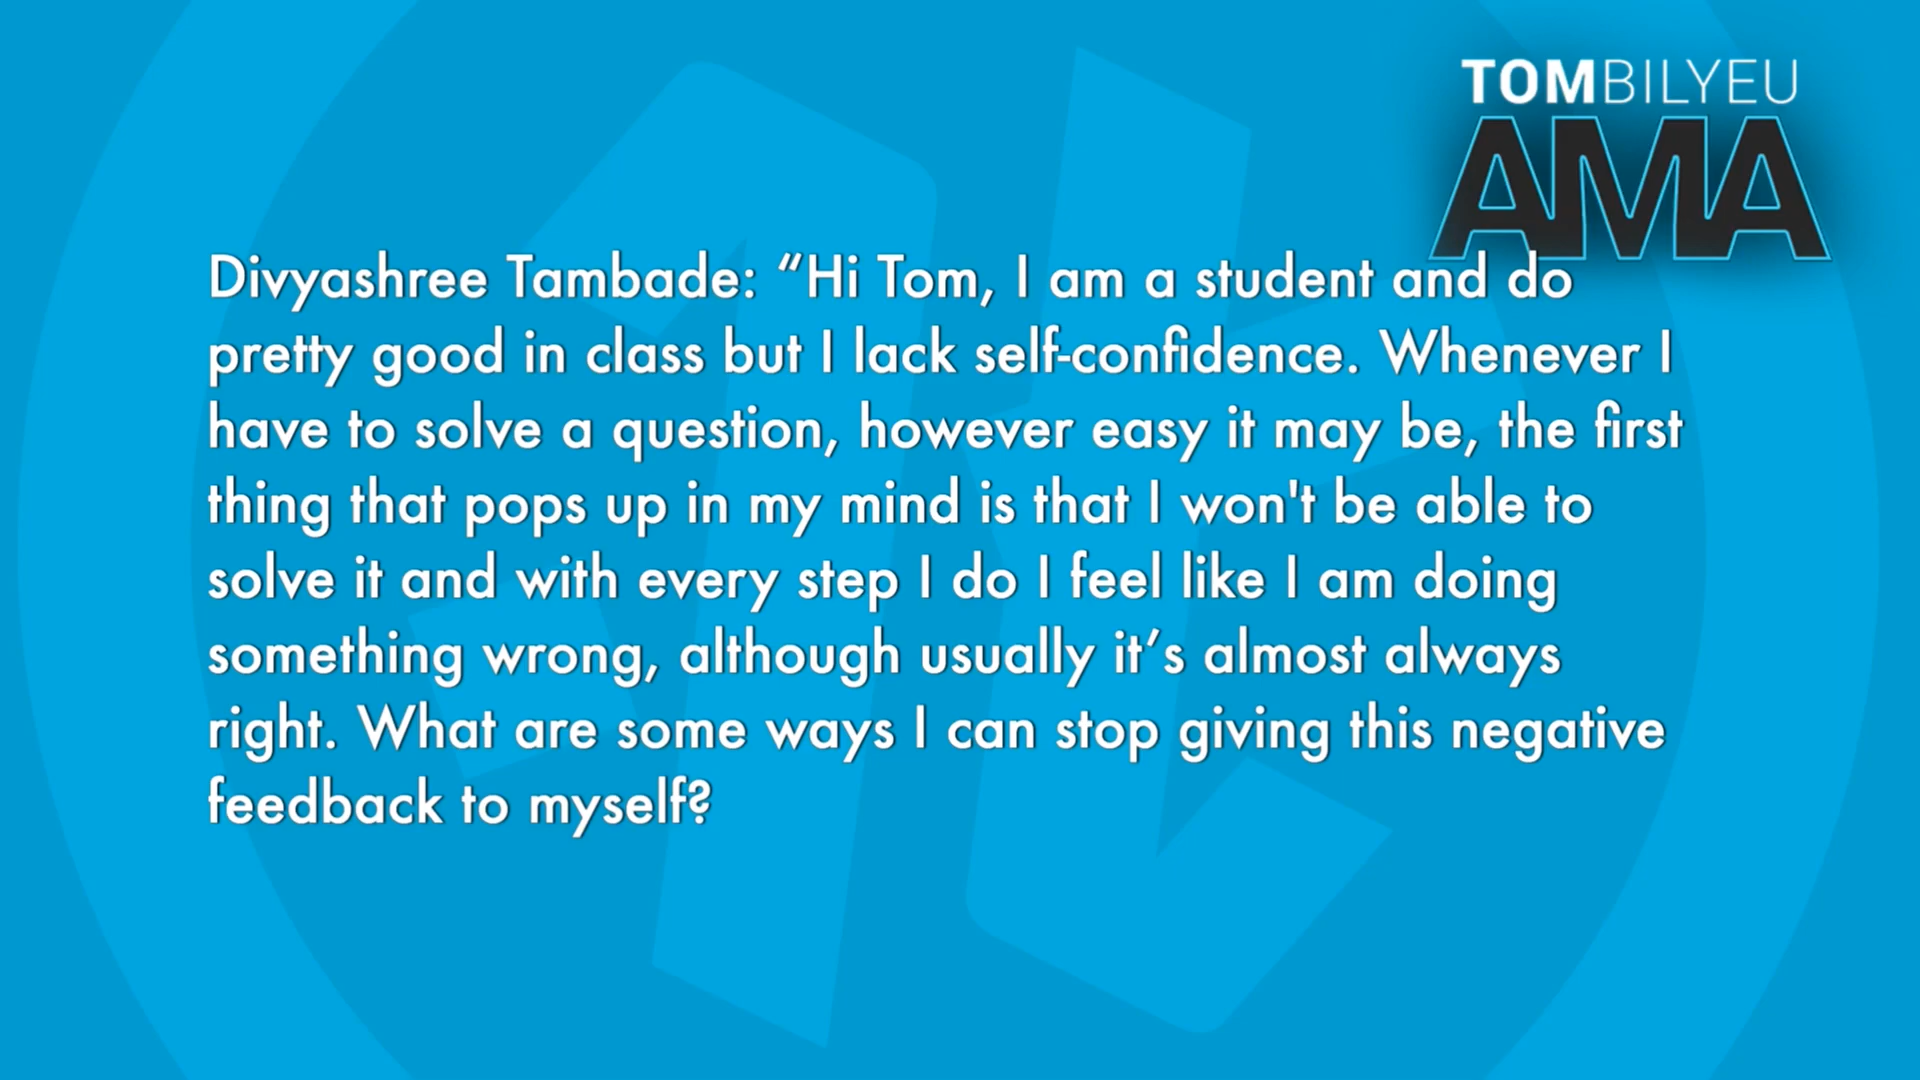 TOMBILYEU
AMA
Divyashree Tambade: “Hi Tom, I am a student and do
pretty good in class but I lack self-confidence. Whenever I
have to solve a question, however easy it may be, the first
thing that pops up in my mind is that I won't be able to
solve it and with every step I do I feel like I am doing
something wrong, although usually it’s almost always
right. What are some ways I can stop giving this negative
feedback to myself?